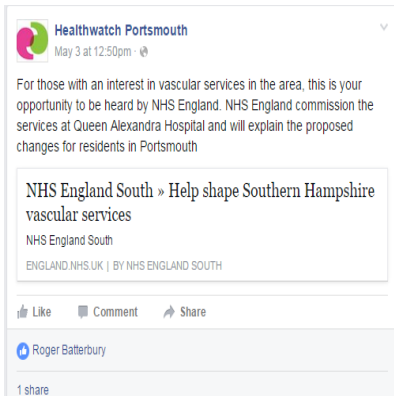 Healthwatch Portsmouth
May 3 at 12:50pm ·
For those with an interest in vascular services in the area, this is your
opportunity to be heard by NHS England. NHS England commission the
services at Queen Alexandra Hospital and will explain the proposed
changes for residents in Portsmouth
NHS England South » Help shape Southern Hampshire
vascular services
NHS England South
ENGLAND.NHS.UK | BY NHS ENGLAND SOUTH
Like Comment Share
Roger Batterbury
1 share